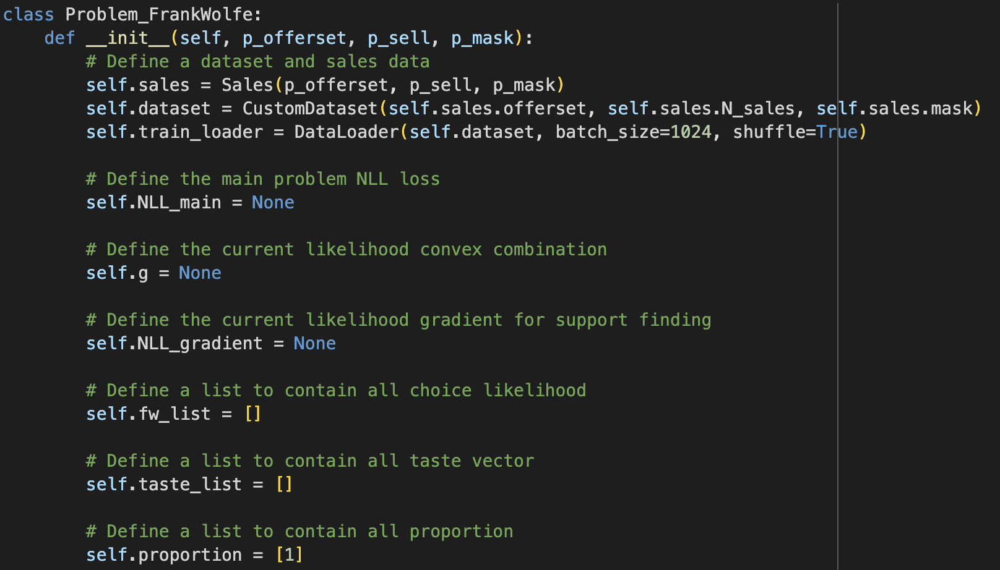 class Problem_FrankWolfe:
    def __init__(self, p_offerset, p_sell, p_mask):
        # Define a dataset and sales data
        self.sales = Sales(p_offerset, p_sell, p_mask)
        self.dataset = CustomDataset(self.sales.offerset, self.sales.N_sales, self.sales.mask)
        self.train_loader = DataLoader(self.dataset, batch_size=1024, shuffle=True)

        # Define the main problem NLL loss
        self.NLL_main = None

        # Define the current likelihood convex combination
        self.g = None

        # Define the current likelihood gradient for support finding
        self.NLL_gradient = None

        # Define a list to contain all choice likelihood
        self.fw_list = []

        # Define a list to contain all taste vector
        self.taste_list = []

        # Define a list to contain all proportion
        self.proportion = [1]